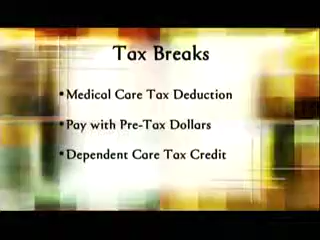 Tax Breaks
• Medical Care Tax Deduction
• Pay with Pre-Tax Dollars
• Dependent Care Tax Credit